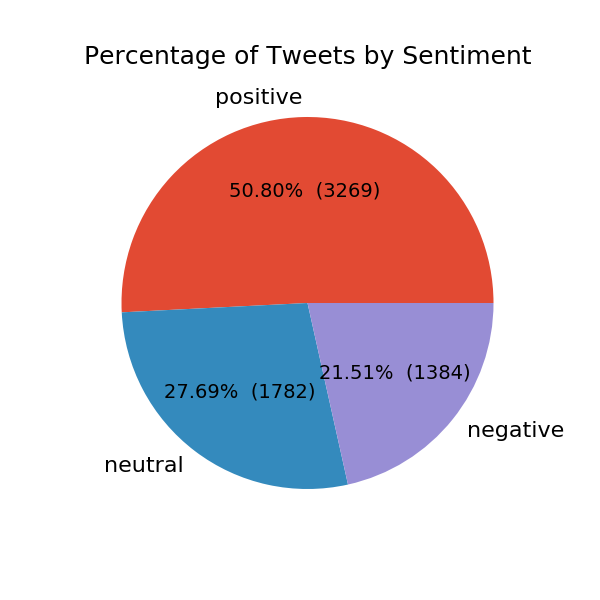 Percentage of Tweets by Sentiment
positive
50.80%  (3269)
21.51%  (1384)
27.69%  (1782)
negative
neutral